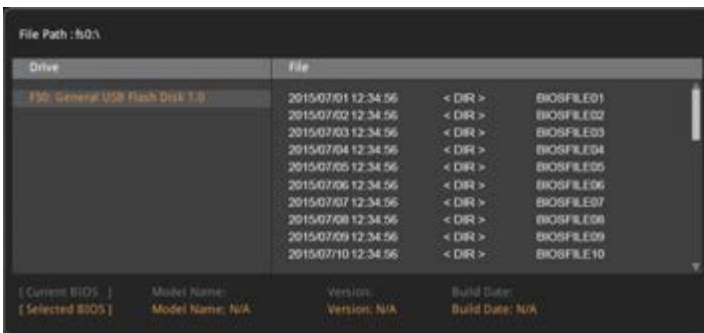 File Path : fs0:\
Drive File
FS0: General USB Flash Disk 1.0
2015/07/01 12:34:56 < DIR > BIOSFILE01
2015/07/02 12:34:56 < DIR > BIOSFILE02
2015/07/03 12:34:56 < DIR > BIOSFILE03
2015/07/04 12:34:56 < DIR > BIOSFILE04
2015/07/05 12:34:56 < DIR > BIOSFILE05
2015/07/06 12:34:56 < DIR > BIOSFILE06
2015/07/07 12:34:56 < DIR > BIOSFILE07
2015/07/08 12:34:56 < DIR > BIOSFILE08
2015/07/09 12:34:56 < DIR > BIOSFILE09
2015/07/10 12:34:56 < DIR > BIOSFILE10
[ Current BIOS ] Model Name: Version: Build Date:
[ Selected BIOS ] Model Name: N/A Version: N/A Build Date: N/A